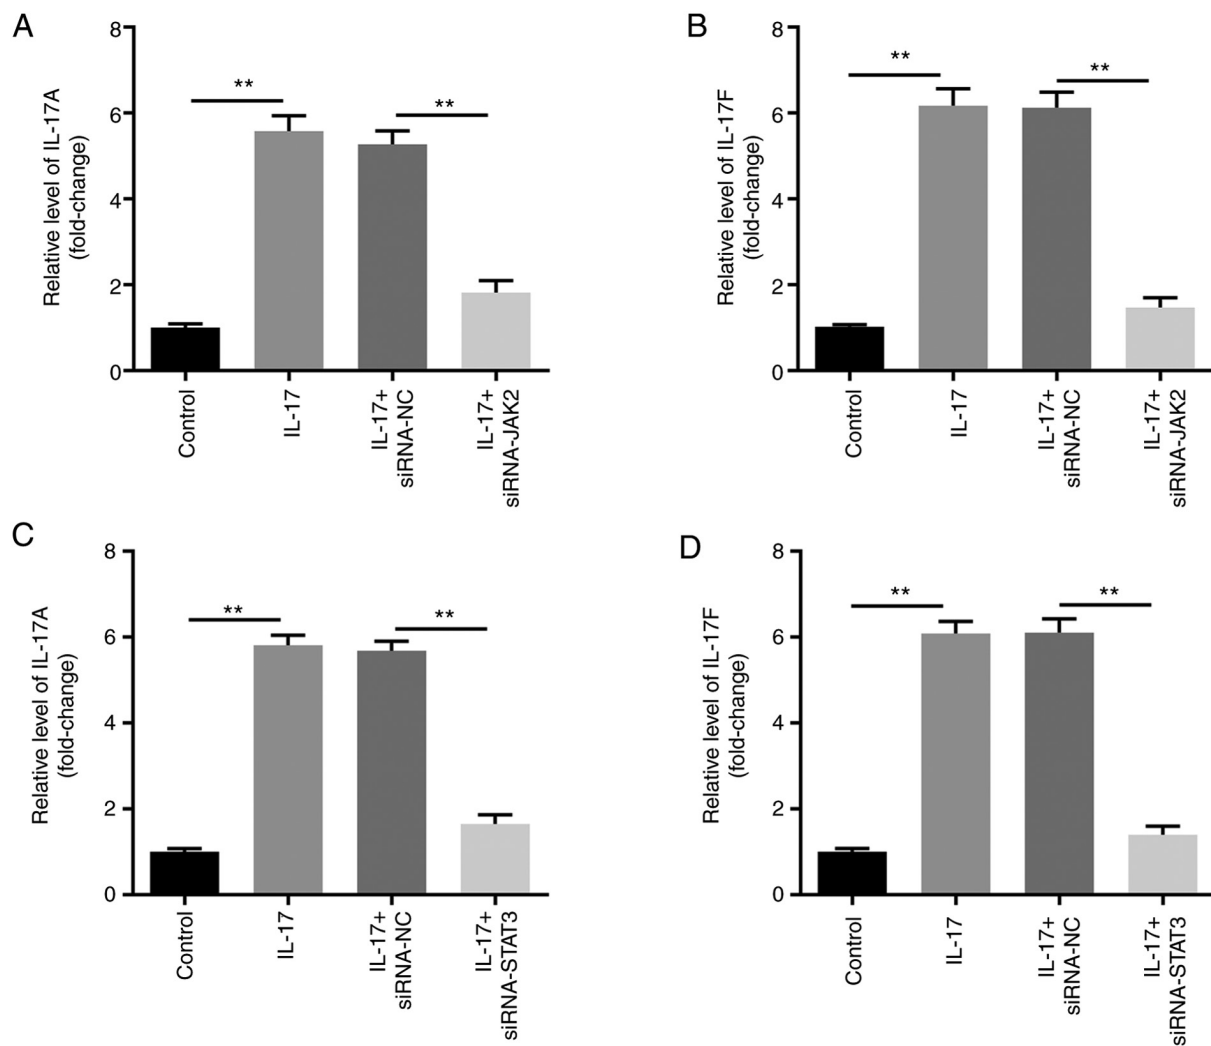 A
Relative level of IL-17A
(fold-change)
8
6
4
2
0
**
**
Control
IL-17
IL-17+
siRNA-NC
IL-17+
siRNA-JAK2
B
Relative level of IL-17F
(fold-change)
8
6
4
2
0
**
**
Control
IL-17
IL-17+
siRNA-NC
IL-17+
siRNA-JAK2
C
Relative level of IL-17A
(fold-change)
8
6
4
2
0
**
**
Control
IL-17
IL-17+
siRNA-NC
IL-17+
siRNA-STAT3
D
Relative level of IL-17F
(fold-change)
8
6
4
2
0
**
**
Control
IL-17
IL-17+
siRNA-NC
IL-17+
siRNA-STAT3